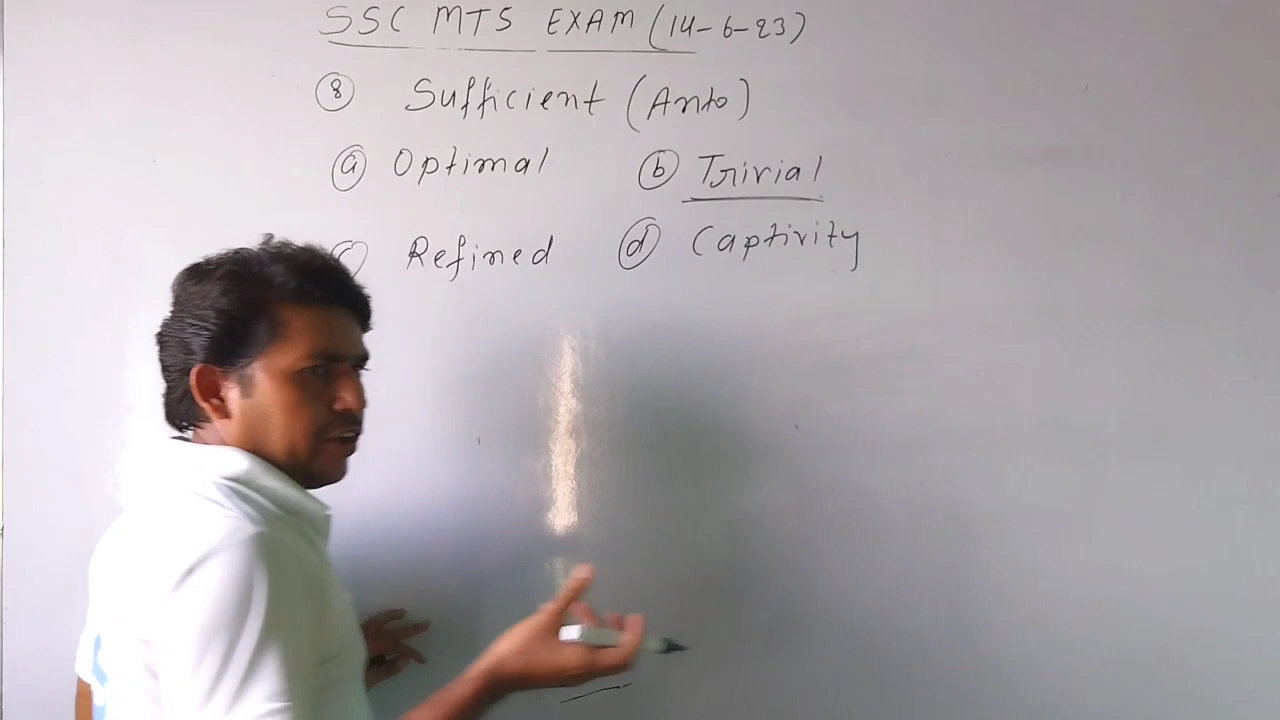 SSC MTS EXAM (14-6-23)
8 Sufficient (Anto)
a Optimal b Trivial
c Refined d Captivity